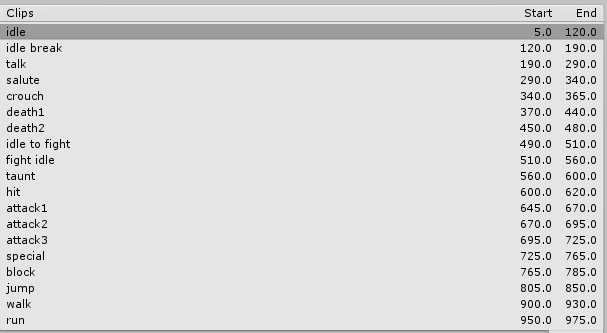 Clips Start End
idle 5.0 120.0
idle break 120.0 190.0
talk 190.0 290.0
salute 290.0 340.0
crouch 340.0 365.0
death1 370.0 440.0
death2 450.0 480.0
idle to fight 490.0 510.0
fight idle 510.0 560.0
taunt 560.0 600.0
hit 600.0 620.0
attack1 645.0 670.0
attack2 670.0 695.0
attack3 695.0 725.0
special 725.0 765.0
block 765.0 785.0
jump 805.0 850.0
walk 900.0 930.0
run 950.0 975.0